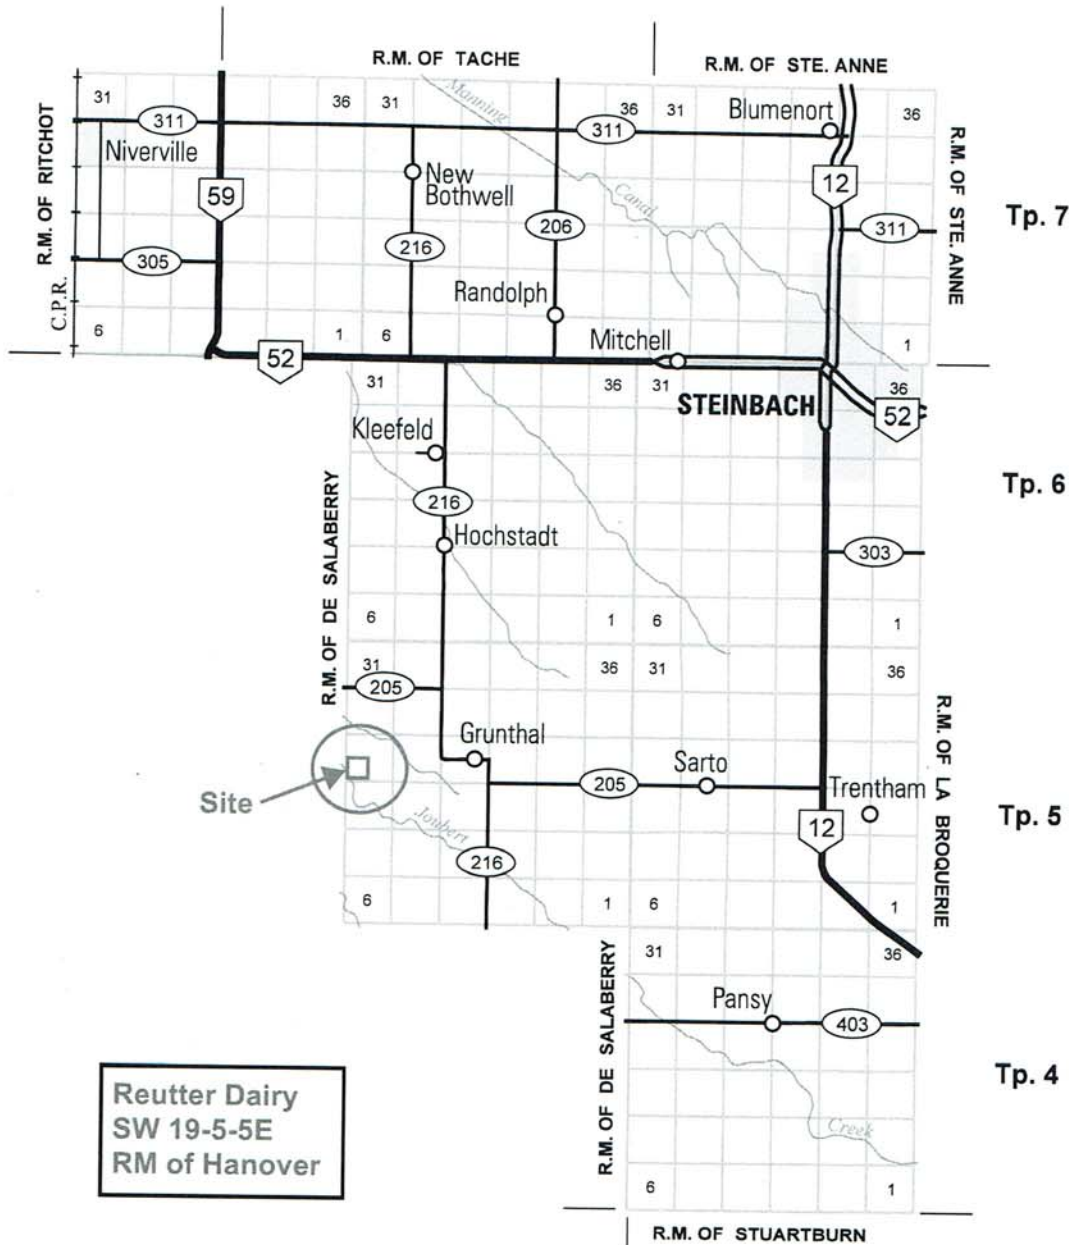 R.M. OF TACHE
R.M. OF STE. ANNE
31
36
31
36
31
36
Manning
Blumenort
311
311
Niverville
R.M. OF RITCHOT
R.M. OF STE. ANNE
New
Bothwell
59
12
Canal
Tp. 7
216
206
311
305
Randolph
C.P.R.
6
1
6
Mitchell
1
52
31
36
31
36
STEINBACH
52
Kleefeld
Tp. 6
216
R.M. OF DE SALABERRY
Hochstadt
303
6
1
6
1
31
36
31
36
205
R.M. OF LA BROQUERIE
Grunthal
Sarto
205
Trentham
Site
Joubert
12
Tp. 5
216
6
1
6
1
31
36
R.M. OF DE SALABERRY
Pansy
403
Tp. 4
Creek
Reutter Dairy
SW 19-5-5E
RM of Hanover
6
1
R.M. OF STUARTBURN